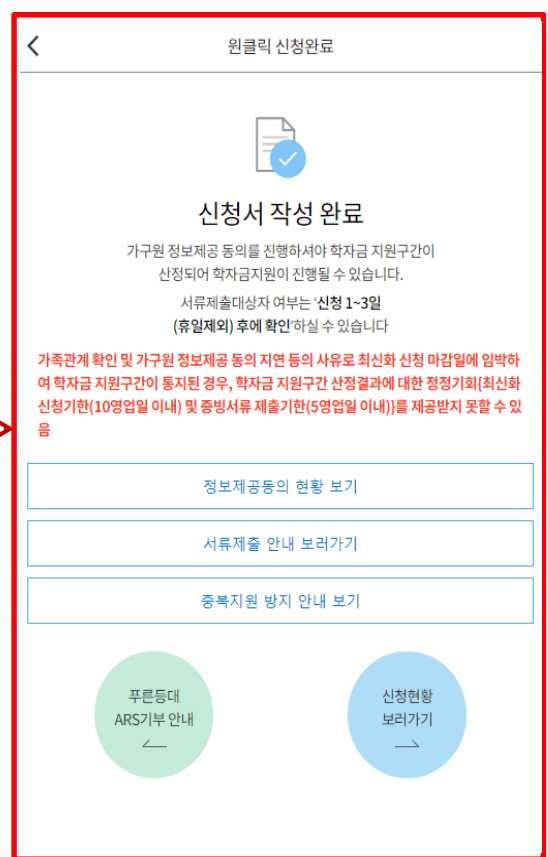 원클릭 신청완료
신청서 작성 완료
가구원 정보제공 동의를 진행하셔야 학자금 지원구간이
산정되어 학자금지원이 진행될 수 있습니다.
서류제출대상자 여부는 '신청 1~3일
(휴일제외) 후에 확인'하실 수 있습니다
가족관계 확인 및 가구원 정보제공 동의 지연 등의 사유로 최신화 신청 마감일에 임박하
여 학자금 지원구간이 통지된 경우, 학자금 지원구간 산정결과에 대한 정정기회{최신화
신청기한(10영업일 이내) 및 증빙서류 제출기한(5영업일 이내)}를 제공받지 못할 수 있
음
정보제공동의 현황 보기
서류제출 안내 보러가기
중복지원 방지 안내 보기
푸른등대
ARS기부 안내
신청현황
보러가기